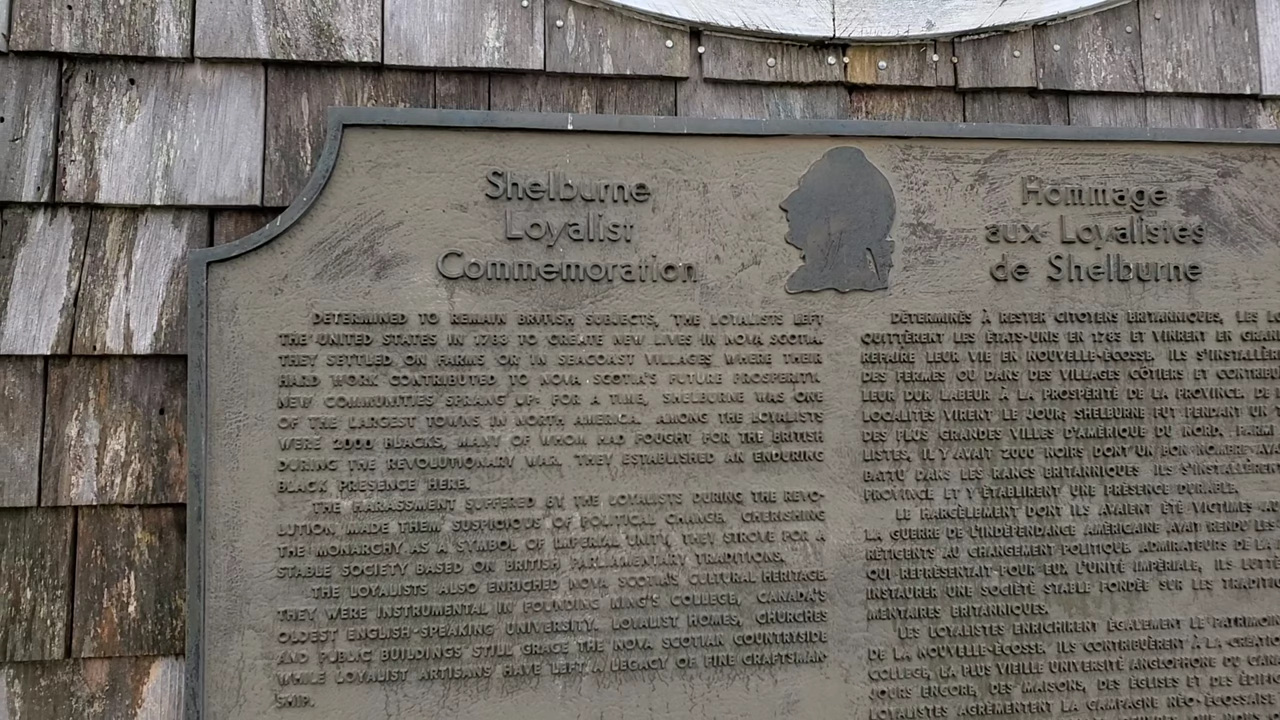 Shelburne
Loyalist
Commemoration
DETERMINED TO REMAIN BRITISH SUBJECTS, THE LOYALISTS LEFT
THE UNITED STATES IN 1783 TO CREATE NEW LIVES IN NOVA SCOTIA.
THEY SETTLED ON FARMS OR IN SEACOAST VILLAGES WHERE THEIR
HARD WORK CONTRIBUTED TO NOVA SCOTIA'S FUTURE PROSPERITY.
NEW COMMUNITIES SPRANG UP: FOR A TIME, SHELBURNE WAS ONE
OF THE LARGEST TOWNS IN NORTH AMERICA. AMONG THE LOYALISTS
WERE 2000 BLACKS, MANY OF WHOM HAD FOUGHT FOR THE BRITISH
DURING THE REVOLUTIONARY WAR. THEY ESTABLISHED AN ENDURING
BLACK PRESENCE HERE.
THE HARASSMENT SUFFERED BY THE LOYALISTS DURING THE REVO-
LUTION MADE THEM SUSPICIOUS OF POLITICAL CHANGE. CHERISHING
THE MONARCHY AS A SYMBOL OF IMPERIAL UNITY, THEY STROVE FOR A
STABLE SOCIETY BASED ON BRITISH PARLIAMENTARY TRADITIONS.
THE LOYALISTS ALSO ENRICHED NOVA SCOTIA'S CULTURAL HERITAGE.
THEY WERE INSTRUMENTAL IN FOUNDING KING'S COLLEGE, CANADA'S
OLDEST ENGLISH-SPEAKING UNIVERSITY. LOYALIST HOMES, CHURCHES
AND PUBLIC BUILDINGS STILL GRACE THE NOVA SCOTIAN COUNTRYSIDE
WHILE LOYALIST ARTISANS HAVE LEFT A LEGACY OF FINE CRAFTSMAN-
SHIP.
Hommage
aux Loyalistes
de Shelburne
DÉTERMINÉS À RESTER CITOYENS BRITANNIQUES, LES
QUITTÈRENT LES ÉTATS-UNIS EN 1783 ET VINRENT EN
REFAIRE LEUR VIE EN NOUVELLE-ÉCOSSE. ILS
DES FERMES OU DANS DES VILLAGES CÔTIERS ET
LEUR DUR LABEUR À LA PROSPÉRITÉ DE LA PROVINCE. DE
LOCALITÉS VIRENT LE JOUR: SHELBURNE FUT PENDANT UN
DES PLUS GRANDES VILLES D'AMÉRIQUE DU NORD. PARMI
LISTES, IL Y AVAIT 2000 NOIRS DONT UN BON NOMBRE
BATTU DANS LES RANGS BRITANNIQUES. ILS
PROVINCE ET Y ÉTABLIRENT UNE PRÉSENCE DURABLE.
LE HARCÈLEMENT DONT ILS AVAIENT ÉTÉ VICTIMES
LA GUERRE DE L'INDÉPENDANCE AMÉRICAINE AVAIT RENDU LES
RÉTICENTS AU CHANGEMENT POLITIQUE. ADMIRATEURS DE LA
QUI REPRÉSENTAIT POUR EUX L'UNITÉ IMPÉRIALE, ILS
INSTAURER UNE SOCIÉTÉ STABLE FONDÉE SUR LES
MENTAIRES BRITANNIQUES.
LES LOYALISTES ENRICHIRENT ÉGALEMENT LE
DE LA NOUVELLE-ÉCOSSE. ILS CONTRIBUÈRENT À LA
COLLEGE, LA PLUS VIEILLE UNIVERSITÉ ANGLOPHONE DU
JOURS ENCORE, DES MAISONS, DES ÉGLISES ET DES
LOYALISTES AGRÉMENTENT LA CAMPAGNE